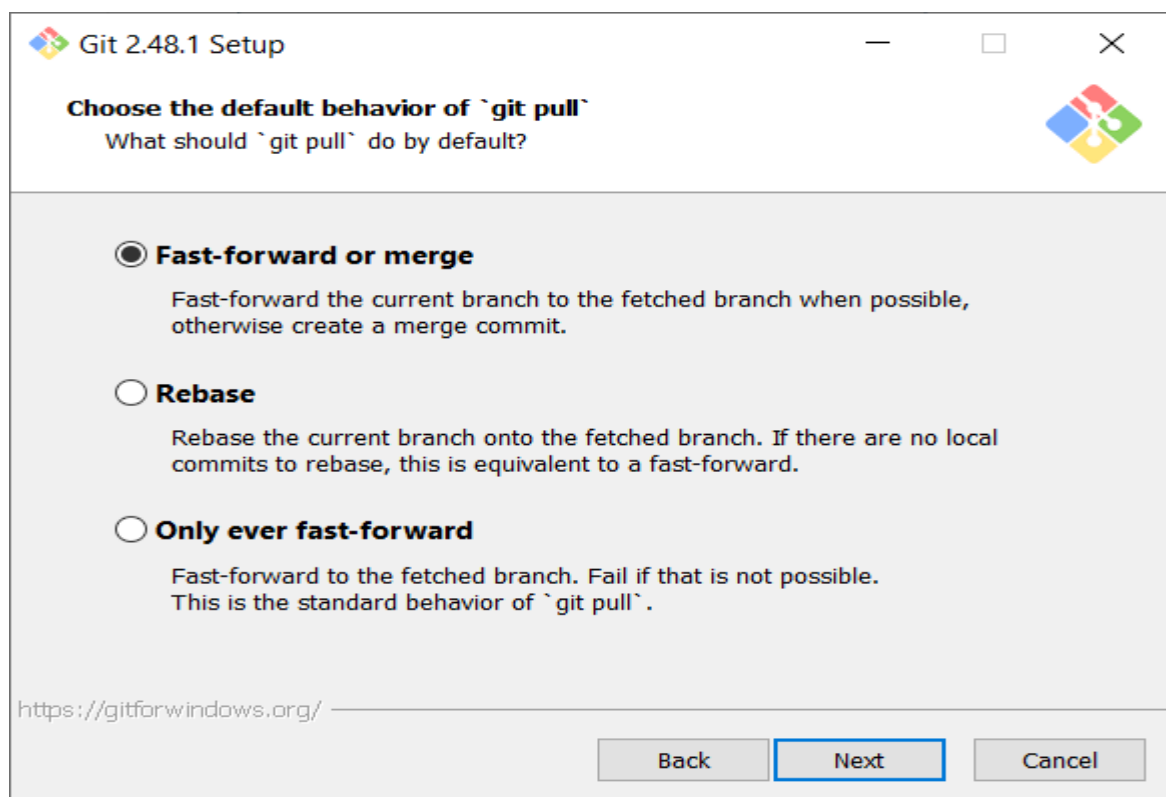 Git 2.48.1 Setup
Choose the default behavior of `git pull`
What should `git pull` do by default?
Fast-forward or merge
Fast-forward the current branch to the fetched branch when possible,
otherwise create a merge commit.
Rebase
Rebase the current branch onto the fetched branch. If there are no local
commits to rebase, this is equivalent to a fast-forward.
Only ever fast-forward
Fast-forward to the fetched branch. Fail if that is not possible.
This is the standard behavior of `git pull`.
https://gitforwindows.org/
Back Next Cancel